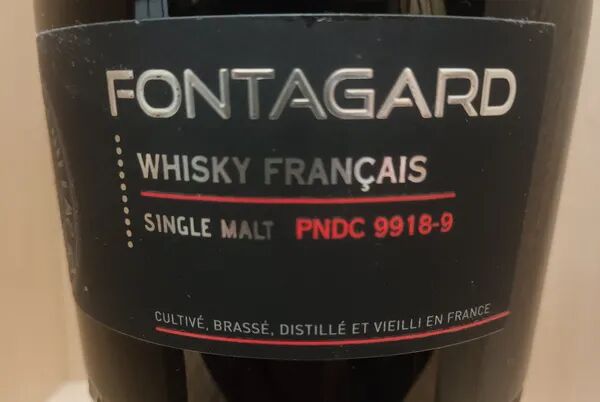 FONTAGARD
WHISKY FRANÇAIS
SINGLE MALT PNDC 9918-9
CULTIVÉ, BRASSÉ, DISTILLÉ ET VIEILLI EN FRANCE